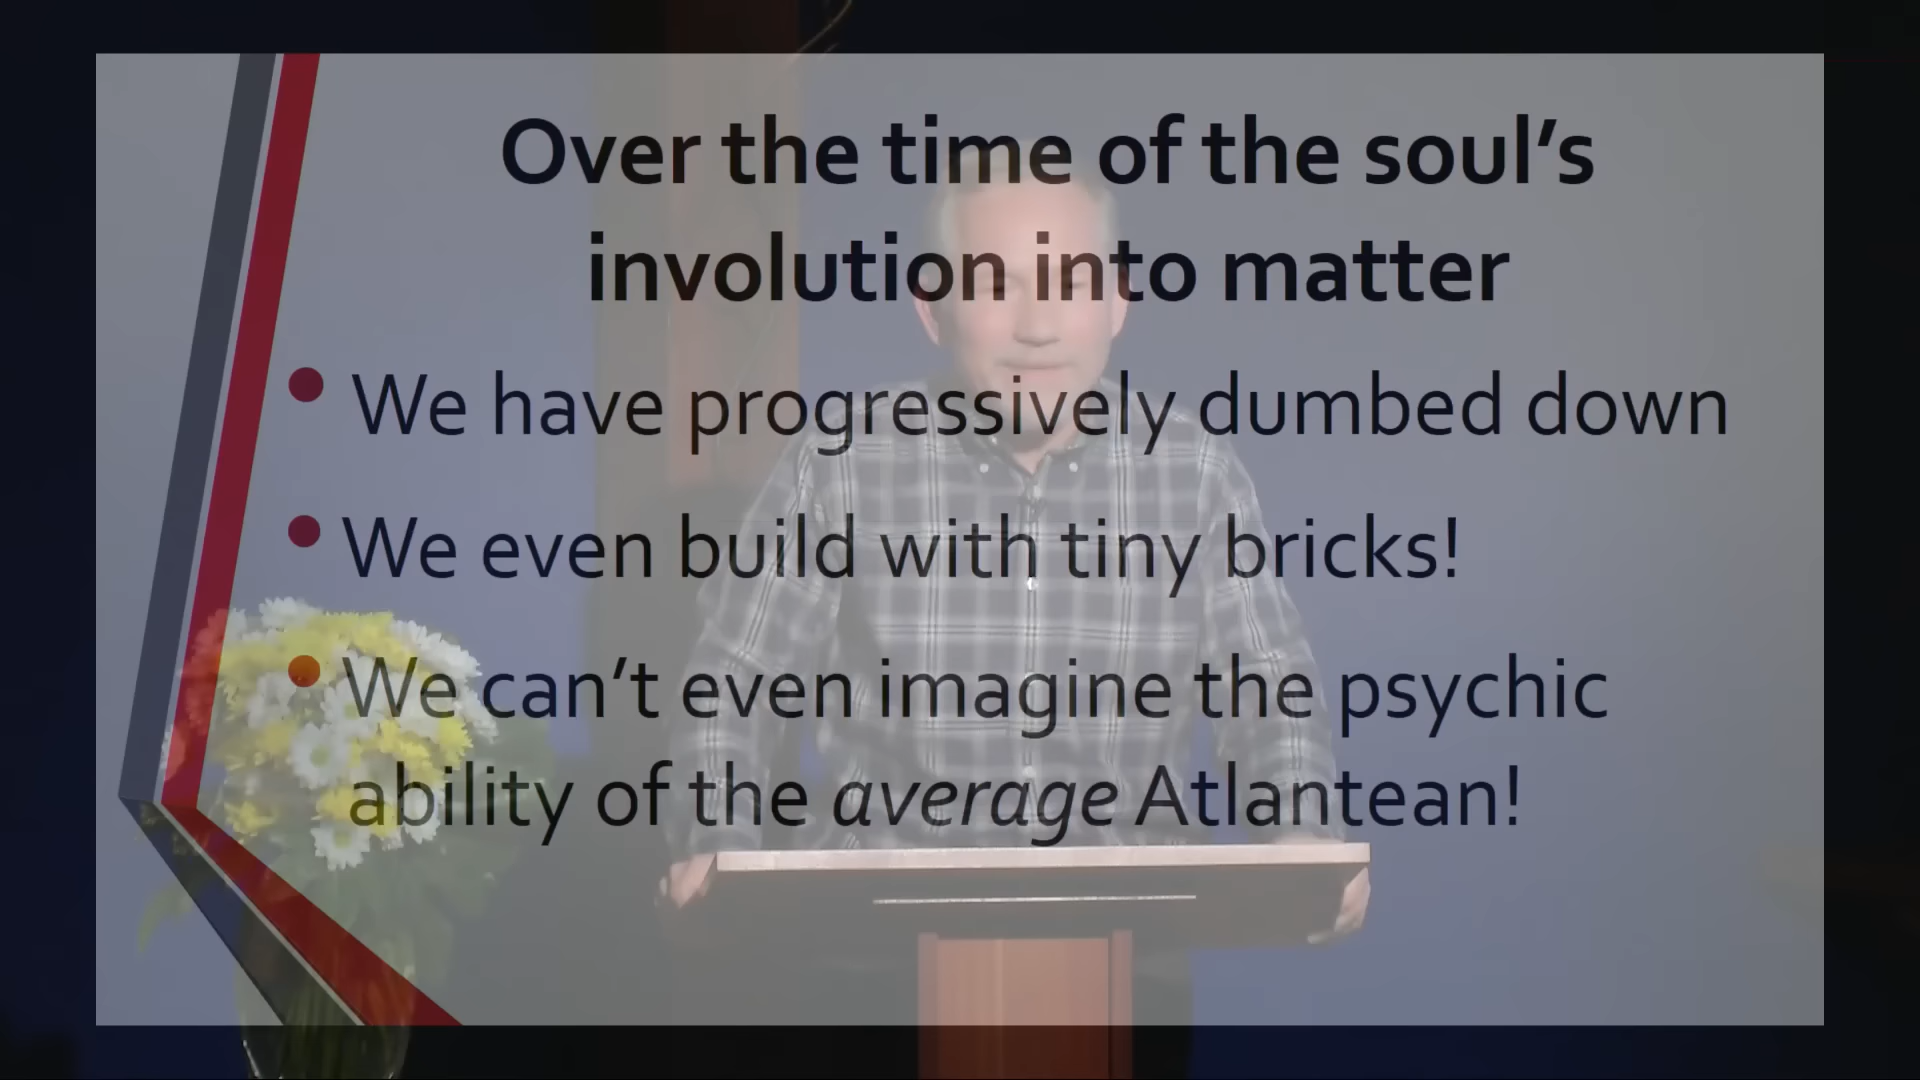 Over the time of the soul’s
involution into matter
• We have progressively dumbed down
• We even build with tiny bricks!
• We can’t even imagine the psychic
ability of the average Atlantean!